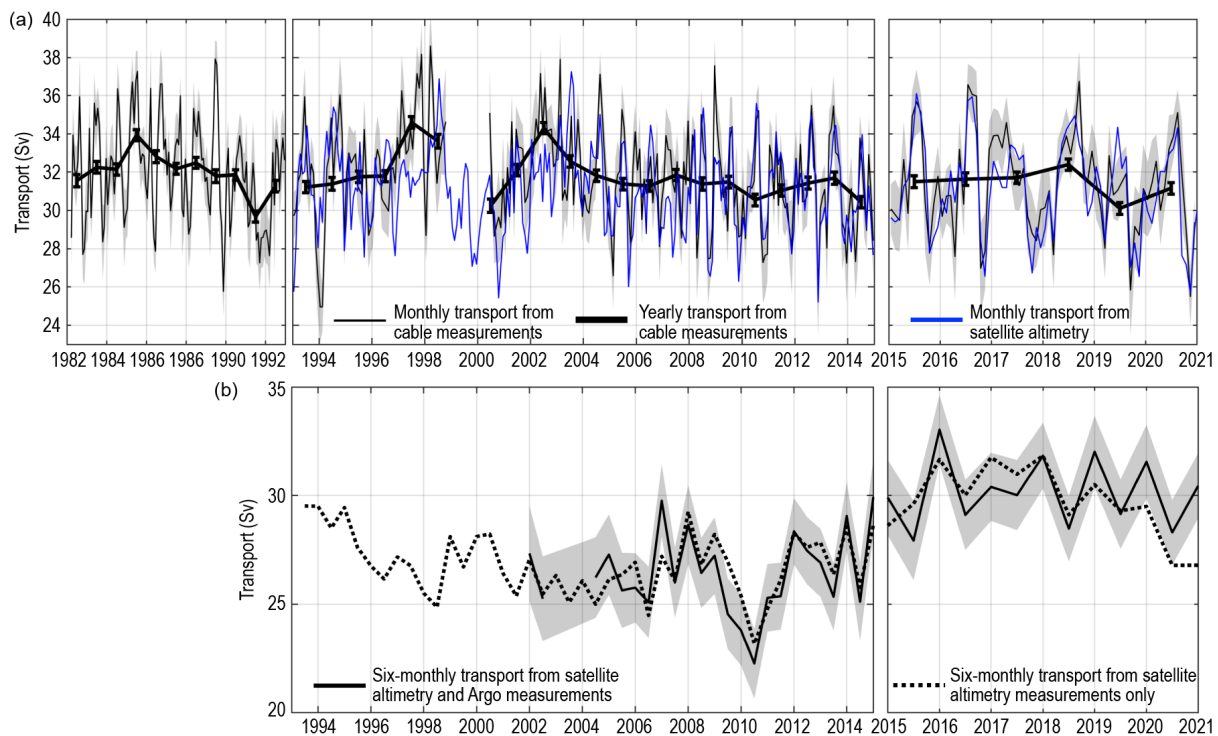 (a)
40
38
36
34
32
30
28
26
24
Transport (Sv)
Monthly transport from
cable measurements
Yearly transport from
cable measurements
Monthly transport from
satellite altimetry
1982 1984 1986 1988 1990 1992
1994 1996 1998 2000 2002 2004 2006 2008 2010 2012 2014
2015 2016 2017 2018 2019 2020 2021
(b)
35
30
25
20
Transport (Sv)
Six-monthly transport from satellite
altimetry and Argo measurements
Six-monthly transport from satellite
altimetry measurements only
1994 1996 1998 2000 2002 2004 2006 2008 2010 2012 2014
2015 2016 2017 2018 2019 2020 2021